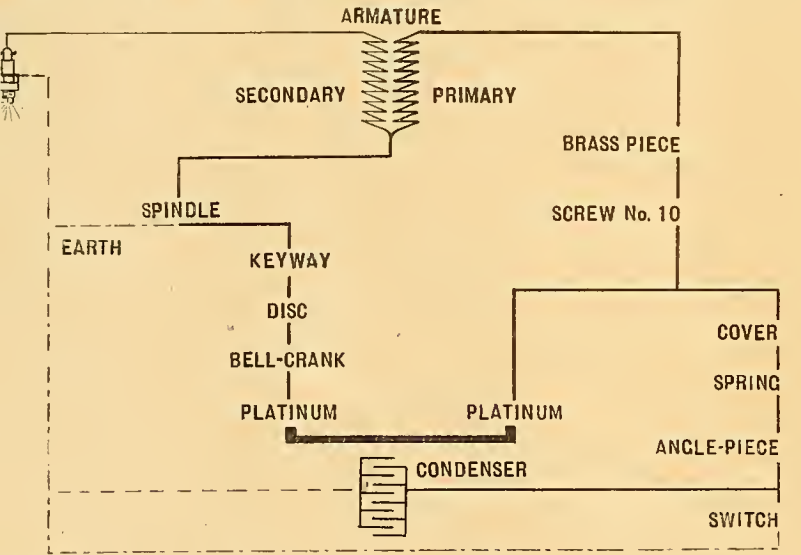 ARMATURE
SECONDARY
PRIMARY
BRASS PIECE
SPINDLE
SCREW No. 10
EARTH
KEYWAY
DISC
COVER
BELL-CRANK
SPRING
PLATINUM
PLATINUM
ANGLE-PIECE
CONDENSER
SWITCH